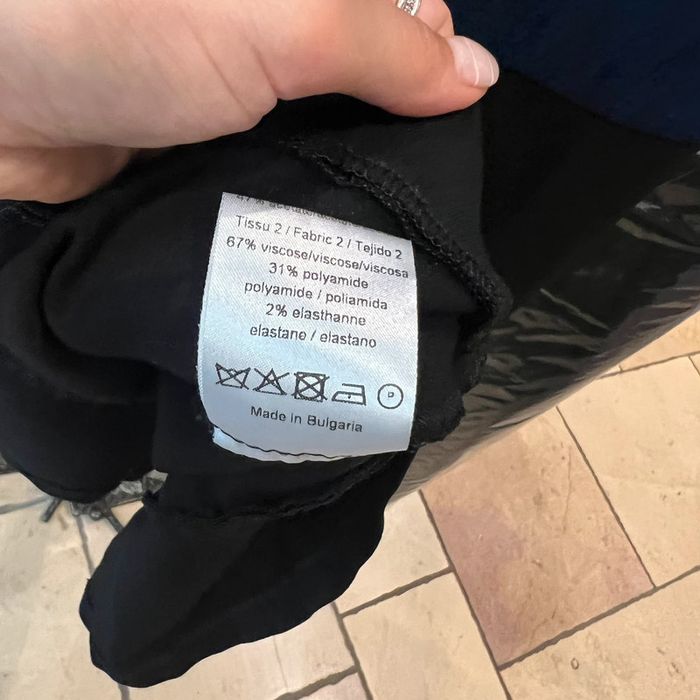 Tissu 2 / Fabric 2 / Tejido 2
67% viscose/viscose/viscosa
31% polyamide
polyamide / poliamida
2% elasthanne
elastane / elastano
P
Made in Bulgaria